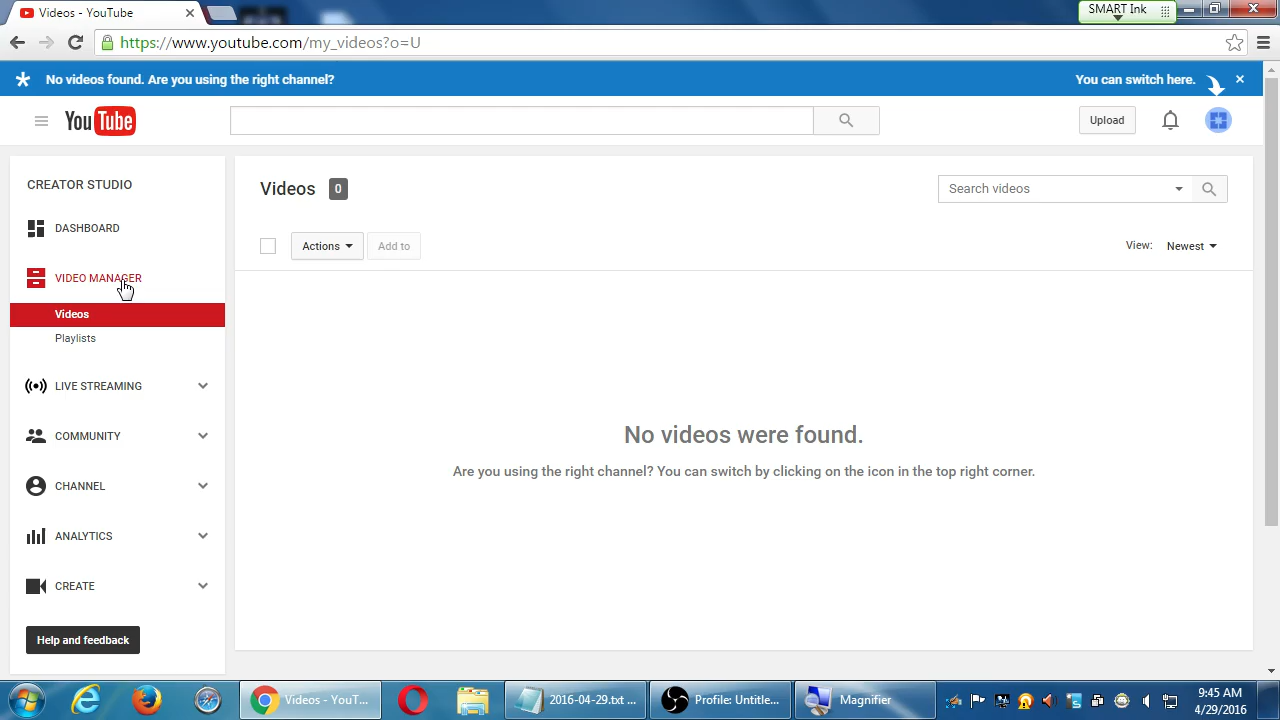 Videos - YouTube
SMART Ink
https://www.youtube.com/my_videos?o=U
No videos found. Are you using the right channel?
You can switch here.
YouTube
Upload
CREATOR STUDIO
DASHBOARD
VIDEO MANAGER
Videos
Playlists
LIVE STREAMING
COMMUNITY
CHANNEL
ANALYTICS
CREATE
Help and feedback
Videos 0
Search videos
Actions
Add to
View: Newest
No videos were found.
Are you using the right channel? You can switch by clicking on the icon in the top right corner.
Videos - YouT...
2016-04-29.txt ...
Profile: Untitle...
Magnifier
9:45 AM
4/29/2016